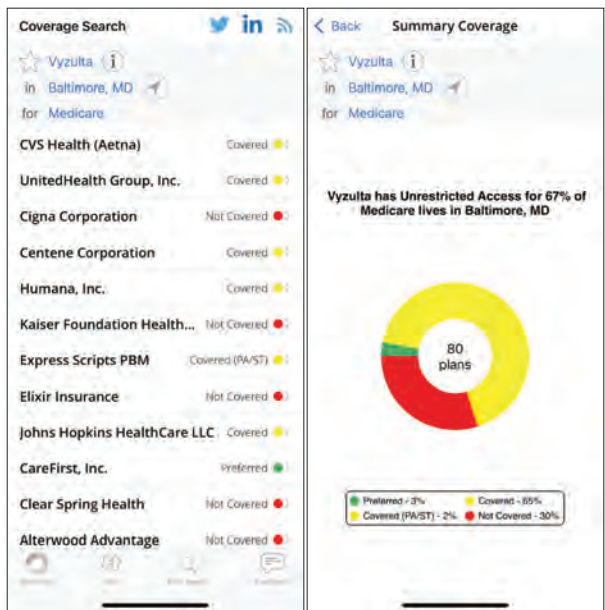 Coverage Search
in
Vyzulta i
in Baltimore, MD
for Medicare
CVS Health (Aetna) Covered
UnitedHealth Group, Inc. Covered
Cigna Corporation Not Covered
Centene Corporation Covered
Humana, Inc. Covered
Kaiser Foundation Health... Not Covered
Express Scripts PBM Covered (PA/ST)
Elixir Insurance Not Covered
Johns Hopkins HealthCare LLC Covered
CareFirst, Inc. Preferred
Clear Spring Health Not Covered
Alterwood Advantage Not Covered
Back Summary Coverage
Vyzulta i
in Baltimore, MD
for Medicare
Vyzulta has Unrestricted Access for 67% of
Medicare lives in Baltimore, MD
80
plans
Preferred - 3% Covered - 65%
Covered (PA/ST) - 2% Not Covered - 30%